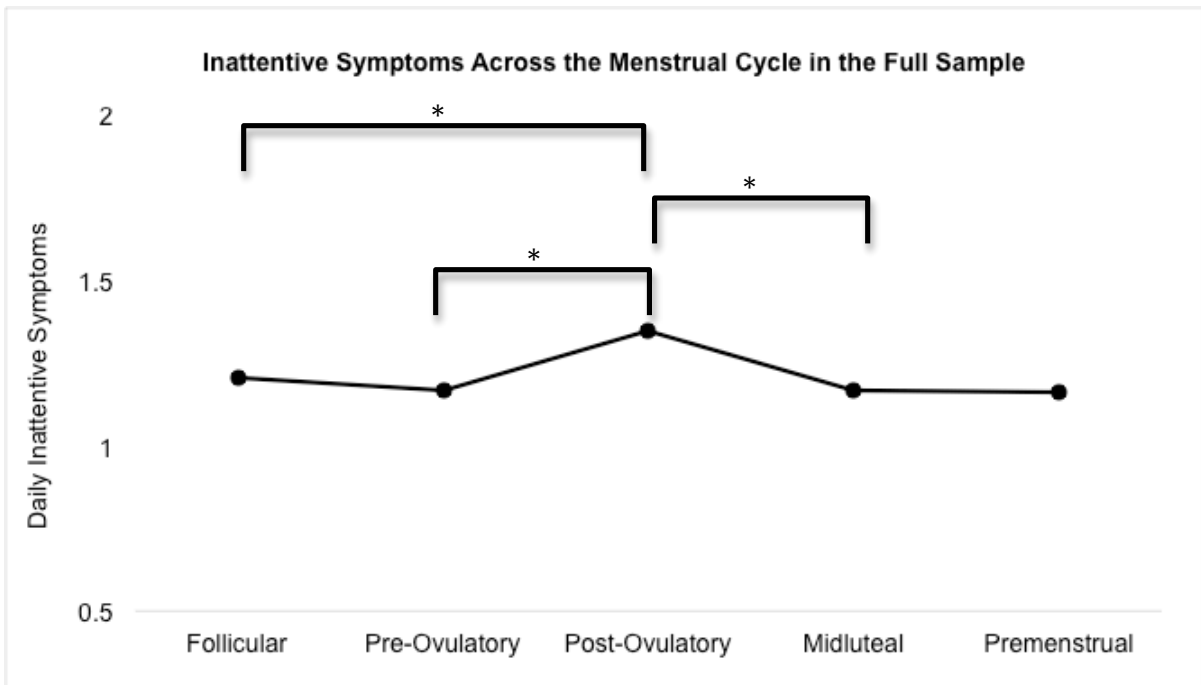 Inattentive Symptoms Across the Menstrual Cycle in the Full Sample
2
*
*
1.5
*
Daily Inattentive Symptoms
1
0.5
Follicular Pre-Ovulatory Post-Ovulatory Midluteal Premenstrual